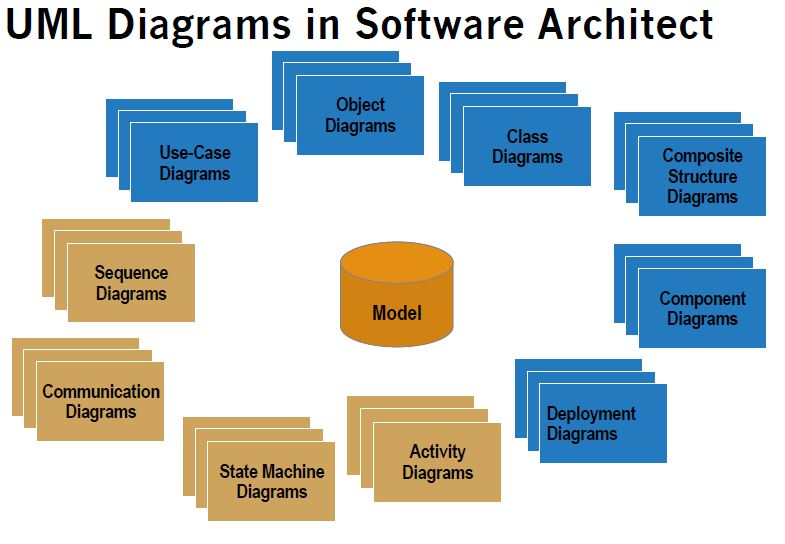 UML Diagrams in Software Architect
Object
Diagrams
Use-Case
Diagrams
Class
Diagrams
Composite
Structure
Diagrams
Sequence
Diagrams
Model
Component
Diagrams
Communication
Diagrams
Deployment
Diagrams
State Machine
Diagrams
Activity
Diagrams